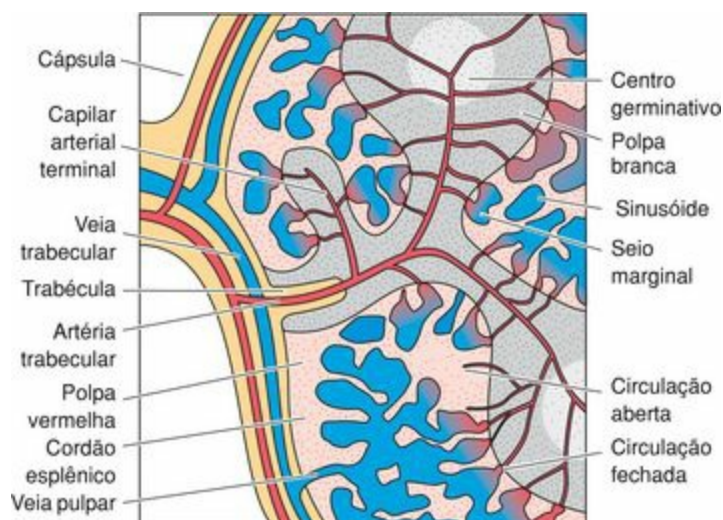 Cápsula
Capilar
arterial
terminal
Veia
trabecular
Trabécula
Artéria
trabecular
Polpa
vermelha
Cordão
esplênico
Veia pulpar
Centro
germinativo
Polpa
branca
Sinusóide
Seio
marginal
Circulação
aberta
Circulação
fechada